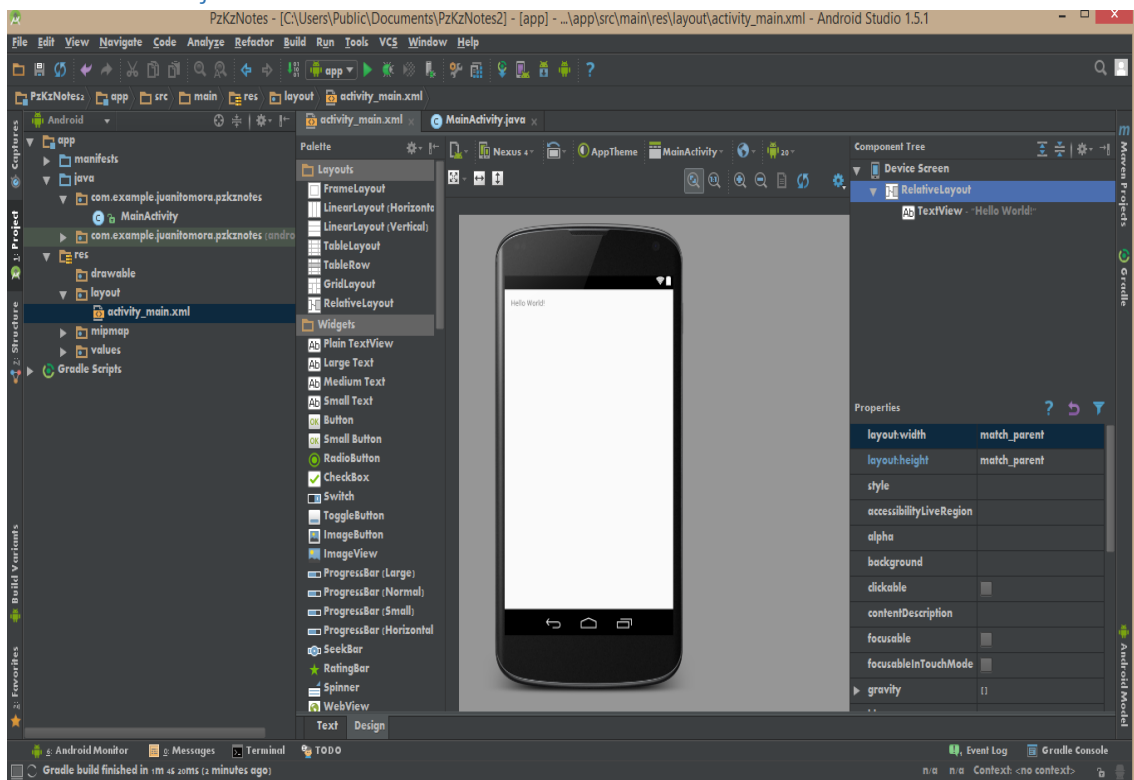 PzKzNotes - [C:\Users\Public\Documents\PzKzNotes2] - [app] - ...\app\src\main\res\layout\activity_main.xml - Android Studio 1.5.1
File Edit View Navigate Code Analyze Refactor Build Run Tools VCS Window Help
app
PzKzNotes2 app src main res layout activity_main.xml
Android
activity_main.xml
MainActivity.java
1: Project
2: Structure
Captures
Build Variants
2: Favorites
app
manifests
java
com.example.juanitomora.pzkznotes
MainActivity
com.example.juanitomora.pzkznotes (andro
res
drawable
layout
activity_main.xml
mipmap
values
Gradle Scripts
Palette
Layouts
FrameLayout
LinearLayout (Horizonta
LinearLayout (Vertical)
TableLayout
TableRow
GridLayout
RelativeLayout
Widgets
Plain TextView
Large Text
Medium Text
Small Text
Button
Small Button
RadioButton
CheckBox
Switch
ToggleButton
ImageButton
ImageView
ProgressBar (Large)
ProgressBar (Normal)
ProgressBar (Small)
ProgressBar (Horizontal
SeekBar
RatingBar
Spinner
WebView
Nexus 4
AppTheme
MainActivity
20
Hello World!
Text Design
Component Tree
Device Screen
RelativeLayout
TextView - "Hello World!"
Properties
layout:width match_parent
layout:height match_parent
style
accessibilityLiveRegion
alpha
background
clickable
contentDescription
focusable
focusableInTouchMode
gravity []
Maven Projects
Gradle
Android Model
6: Android Monitor 0: Messages Terminal TODO
Event Log Gradle Console
Gradle build finished in 1m 4s 20ms (2 minutes ago)
n/a n/a Context: <no context>